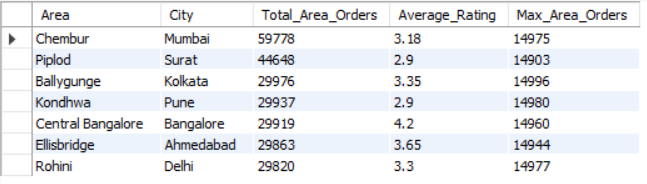 Area City Total_Area_Orders Average_Rating Max_Area_Orders
Chembur Mumbai 59778 3.18 14975
Piplod Surat 44648 2.9 14903
Ballygunge Kolkata 29976 3.35 14996
Kondhwa Pune 29937 2.9 14980
Central Bangalore Bangalore 29919 4.2 14960
Ellisbridge Ahmedabad 29863 3.65 14944
Rohini Delhi 29820 3.3 14977